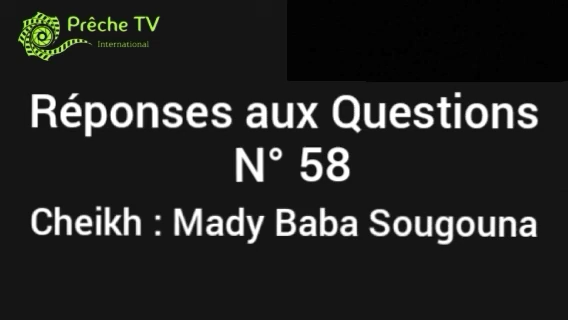 Prêche TV
International
Réponses aux Questions
N° 58
Cheikh : Mady Baba Sougouna